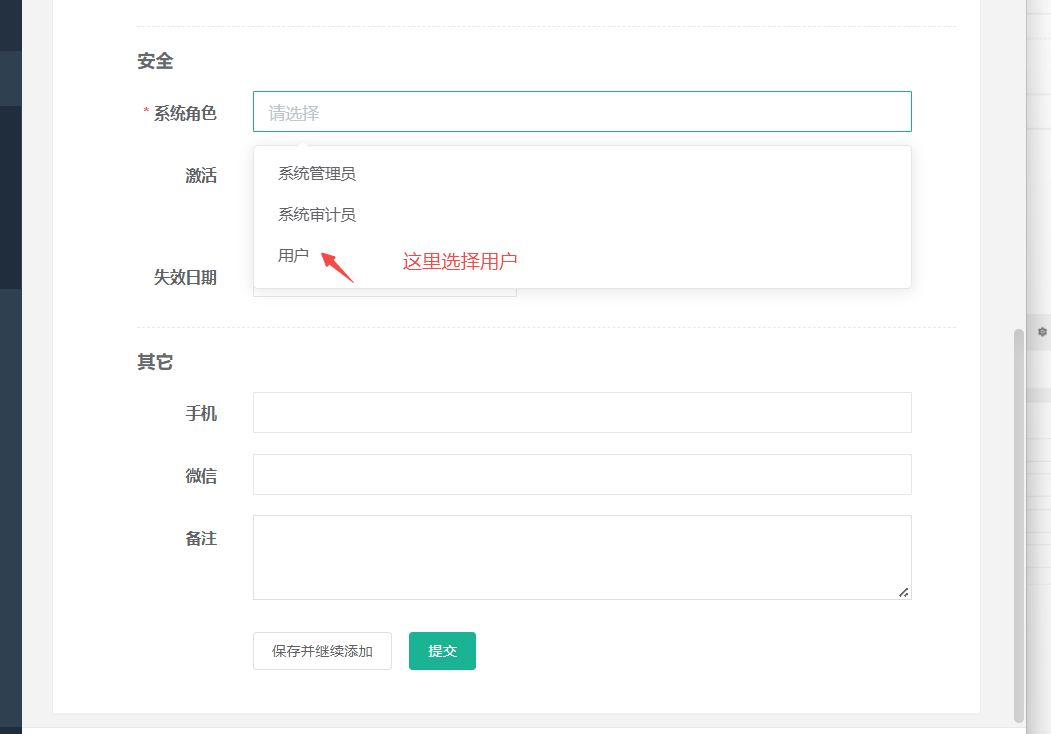 安全
* 系统角色
请选择
激活
系统管理员
系统审计员
用户
这里选择用户
失效日期
其它
手机
微信
备注
保存并继续添加
提交